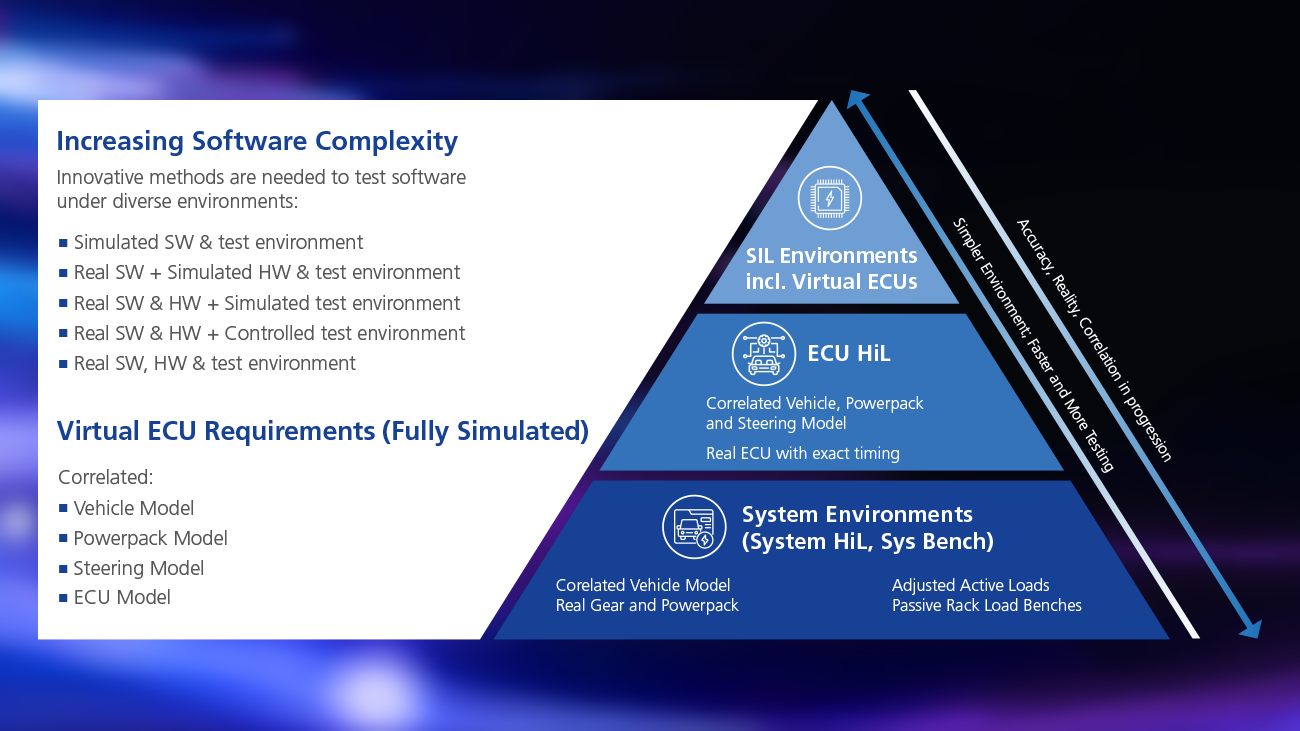 Increasing Software Complexity
Innovative methods are needed to test software
under diverse environments:
Simulated SW & test environment
Real SW + Simulated HW & test environment
Real SW & HW + Simulated test environment
Real SW & HW + Controlled test environment
Real SW, HW & test environment
Virtual ECU Requirements (Fully Simulated)
Correlated:
Vehicle Model
Powerpack Model
Steering Model
ECU Model
SIL Environments
incl. Virtual ECUs
ECU HiL
Correlated Vehicle, Powerpack
and Steering Model
Real ECU with exact timing
System Environments
(System HiL, Sys Bench)
Corelated Vehicle Model
Real Gear and Powerpack
Adjusted Active Loads
Passive Rack Load Benches
Simpler Environment; Faster and More Testing
Accuracy, Reality, Correlation in progression